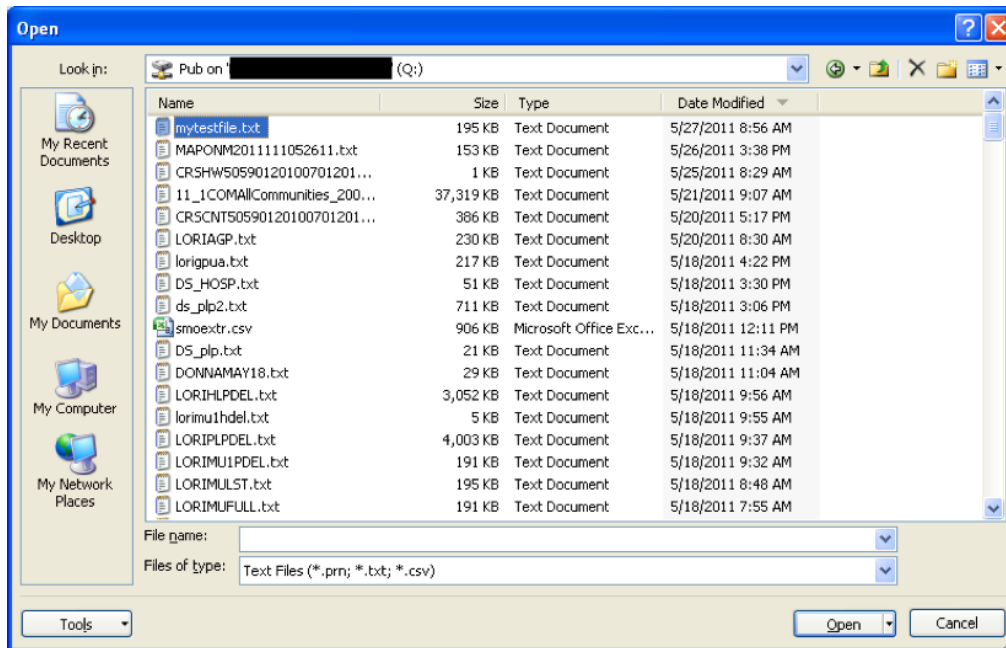 Open
Look in:
Pub on ' ' (Q:)
My Recent
Documents
Desktop
My Documents
My Computer
My Network
Places
Name Size Type Date Modified
mytestfile.txt 195 KB Text Document 5/27/2011 8:56 AM
MAPONM2011111052611.txt 153 KB Text Document 5/26/2011 3:38 PM
CRSHW50590120100701201... 1 KB Text Document 5/25/2011 8:29 AM
11_1COMAllCommunities_200... 37,319 KB Text Document 5/21/2011 9:07 AM
CRSCNT50590120100701201... 386 KB Text Document 5/20/2011 5:17 PM
LORIAGP.txt 230 KB Text Document 5/20/2011 8:30 AM
lorigpua.txt 217 KB Text Document 5/18/2011 4:22 PM
DS_HOSP.txt 51 KB Text Document 5/18/2011 3:30 PM
ds_plp2.txt 711 KB Text Document 5/18/2011 3:06 PM
smoextr.csv 906 KB Microsoft Office Exc... 5/18/2011 12:11 PM
DS_plp.txt 21 KB Text Document 5/18/2011 11:34 AM
DONNAMAY18.txt 29 KB Text Document 5/18/2011 11:04 AM
LORIHLPDEL.txt 3,052 KB Text Document 5/18/2011 9:56 AM
lorimu1hdel.txt 5 KB Text Document 5/18/2011 9:55 AM
LORIPLPDEL.txt 4,003 KB Text Document 5/18/2011 9:37 AM
LORIMU1PDEL.txt 191 KB Text Document 5/18/2011 9:32 AM
LORIMULST.txt 195 KB Text Document 5/18/2011 8:48 AM
LORIMUFULL.txt 191 KB Text Document 5/18/2011 7:55 AM
File name:
Files of type: Text Files (*.prn; *.txt; *.csv)
Tools Open Cancel